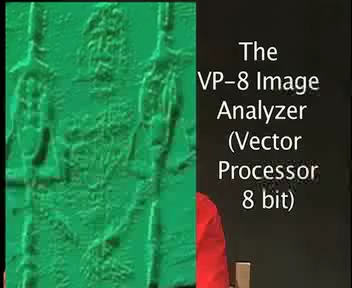 The
VP-8 Image
Analyzer
(Vector
Processor
8 bit)